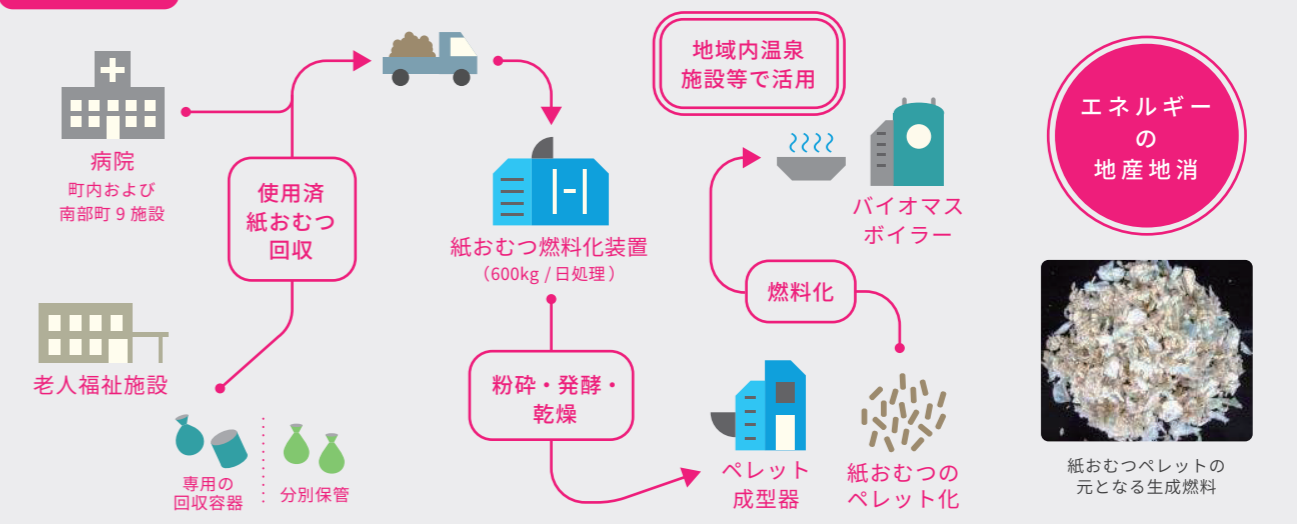 病院
町内および
南部町 9 施設
使用済
紙おむつ
回収
老人福祉施設
専用の
回収容器
分別保管
紙おむつ燃料化装置
（600kg / 日処理）
粉砕・発酵・
乾燥
ペレット
成型器
紙おむつの
ペレット化
燃料化
地域内温泉
施設等で活用
バイオマス
ボイラー
エネルギー
の
地産地消
紙おむつペレットの
元となる生成燃料